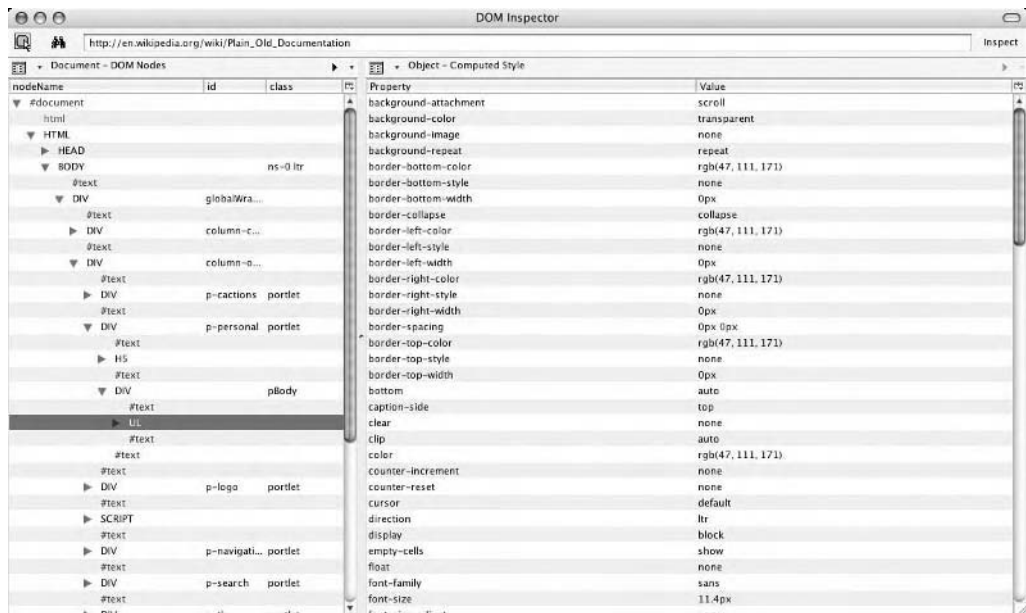 DOM Inspector
http://en.wikipedia.org/wiki/Plain_Old_Documentation Inspect
Document - DOM Nodes
nodeName id class
#document
html
HTML
HEAD
BODY ns-0 ltr
#text
DIV globalWra...
#text
DIV column-c...
#text
DIV column-o...
#text
DIV p-cactions portlet
#text
DIV p-personal portlet
#text
H5
#text
DIV pBody
#text
UL
#text
#text
#text
DIV p-logo portlet
#text
SCRIPT
#text
DIV p-navigati... portlet
#text
DIV p-search portlet
#text
Object - Computed Style
Property Value
background-attachment scroll
background-color transparent
background-image none
background-repeat repeat
border-bottom-color rgb(47, 111, 171)
border-bottom-style none
border-bottom-width 0px
border-collapse collapse
border-left-color rgb(47, 111, 171)
border-left-style none
border-left-width 0px
border-right-color rgb(47, 111, 171)
border-right-style none
border-right-width 0px
border-spacing 0px 0px
border-top-color rgb(47, 111, 171)
border-top-style none
border-top-width 0px
bottom auto
caption-side top
clear none
clip auto
color rgb(47, 111, 171)
counter-increment none
counter-reset none
cursor default
direction ltr
display block
empty-cells show
float none
font-family sans
font-size 11.4px